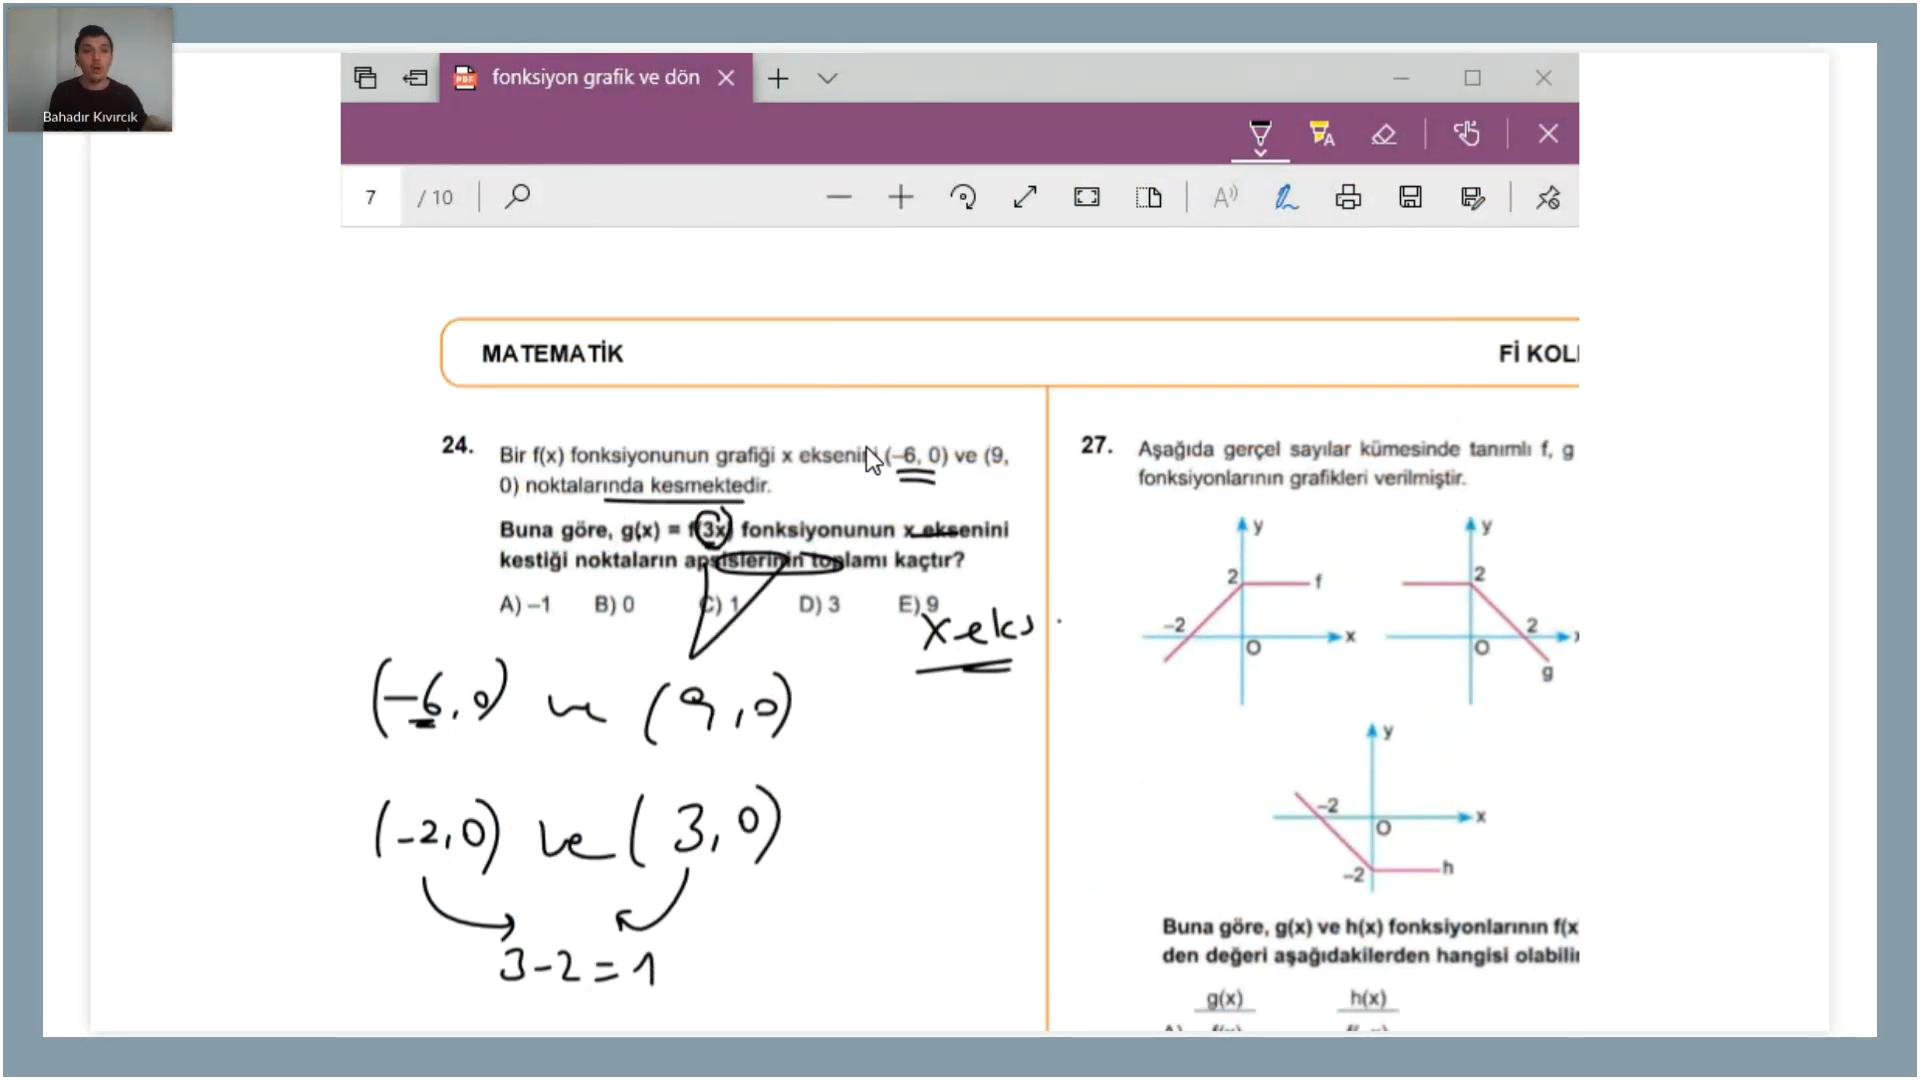 Bahadır Kıvırcık
fonksiyon grafik ve dön
7 / 10
MATEMATİK
Fİ KOL
24. Bir f(x) fonksiyonunun grafiği x eksenini (–6, 0) ve (9,
0) noktalarında kesmektedir.
Buna göre, g(x) = f(3x) fonksiyonunun x eksenini
kestiği noktaların apsislerinin toplamı kaçtır?
A) –1 B) 0 C) 1 D) 3 E) 9
x eks.
(–6, 0) ve (9, 0)
(–2, 0) ve (3, 0)
3–2=1
27. Aşağıda gerçel sayılar kümesinde tanımlı f, g
fonksiyonlarının grafikleri verilmiştir.
y
2 f
–2
O x
y
2
2
O
g
y
–2
O x
–2 h
Buna göre, g(x) ve h(x) fonksiyonlarının f(x
den değeri aşağıdakilerden hangisi olabili
g(x) h(x)